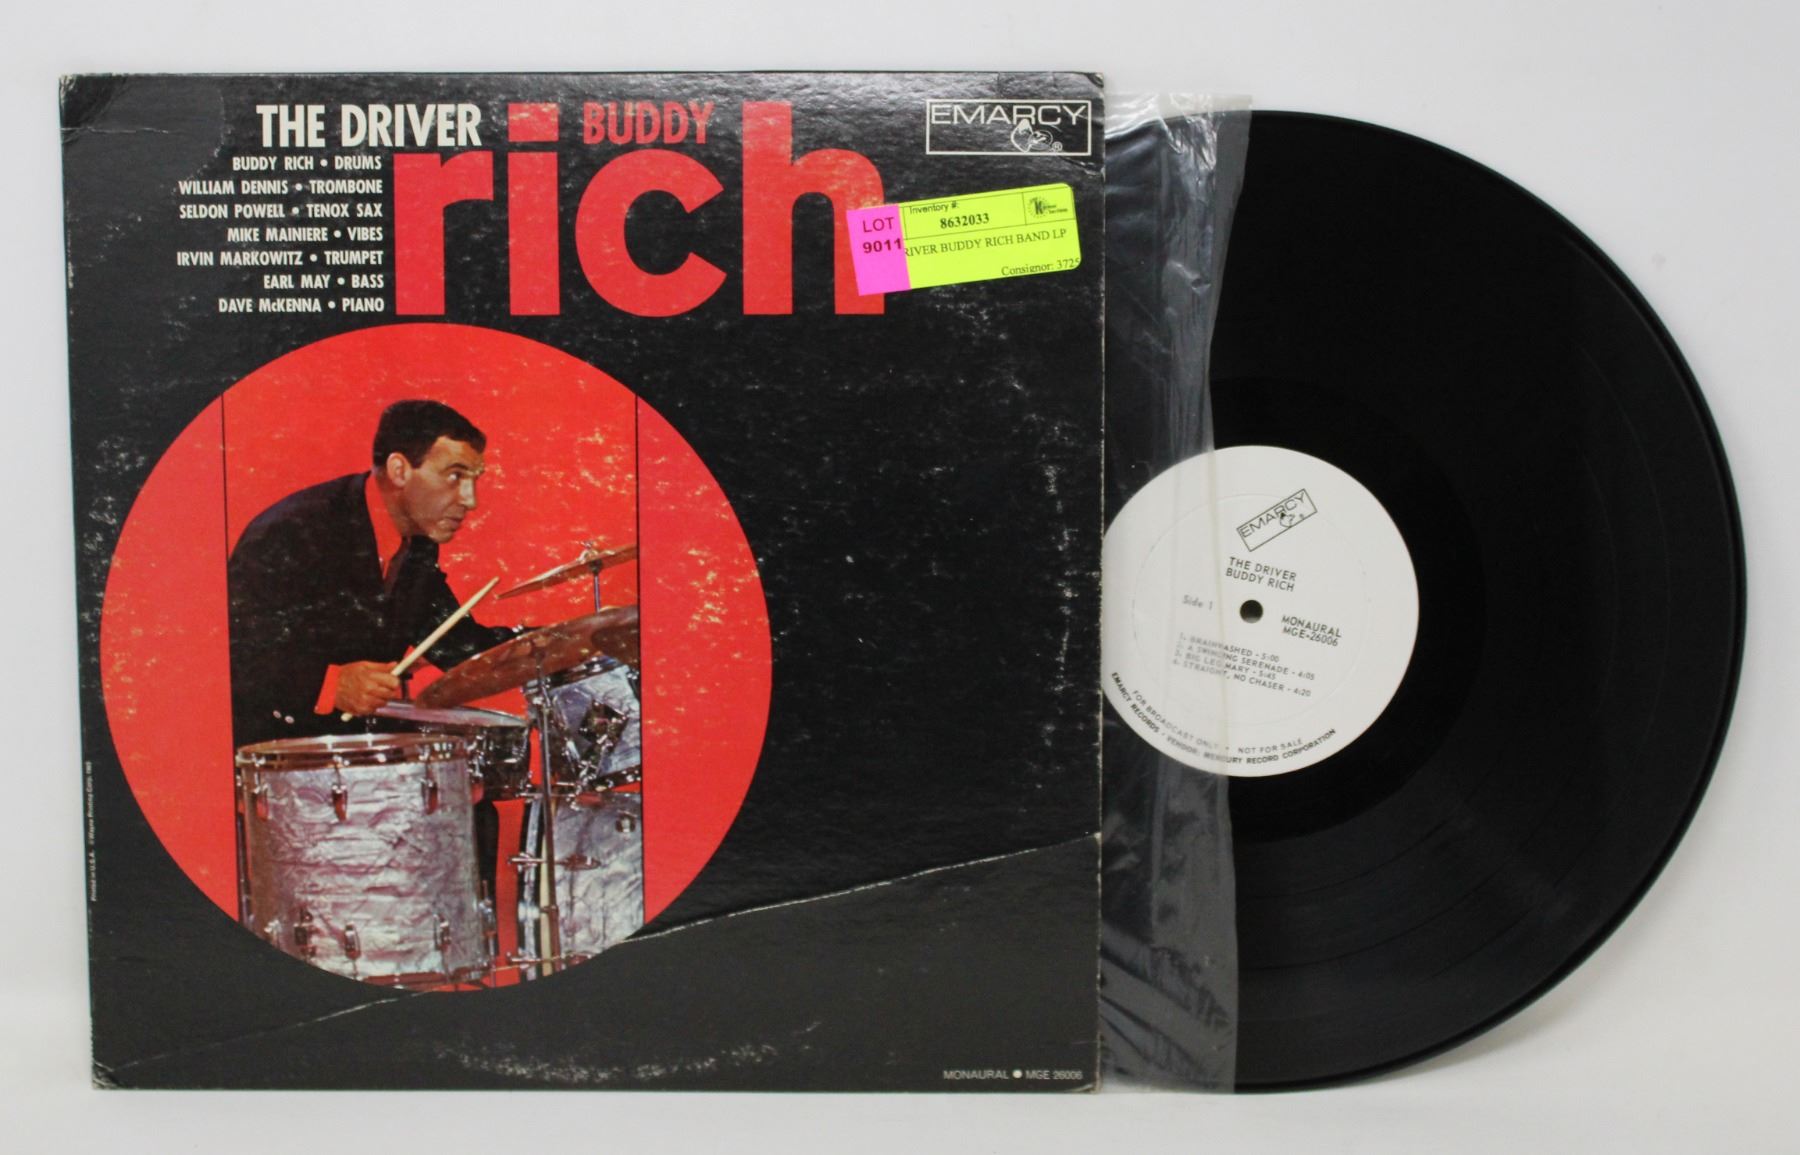 THE DRIVER
BUDDY
rich
BUDDY RICH • DRUMS
WILLIAM DENNIS • TROMBONE
SELDON POWELL • TENOX SAX
MIKE MAINIERE • VIBES
IRVIN MARKOWITZ • TRUMPET
EARL MAY • BASS
DAVE McKENNA • PIANO
EMARCY
®
LOT
9011
Inventory #:
8632033
RIVER BUDDY RICH BAND LP
Consignor: 3725
Printed in U.S.A.
MONAURAL ● MGE 26006
EMARCY
THE DRIVER
BUDDY RICH
Side 1
MONAURAL
MGE-26006
1. BRAINWASHED - 5:00
2. A SWINGING SERENADE - 4:05
3. BIG LEG MARY - 5:45
4. STRAIGHT, NO CHASER - 4:20
FOR BROADCAST ONLY • NOT FOR SALE
EMARCY RECORDS • VENDOR: MERCURY RECORD CORPORATION